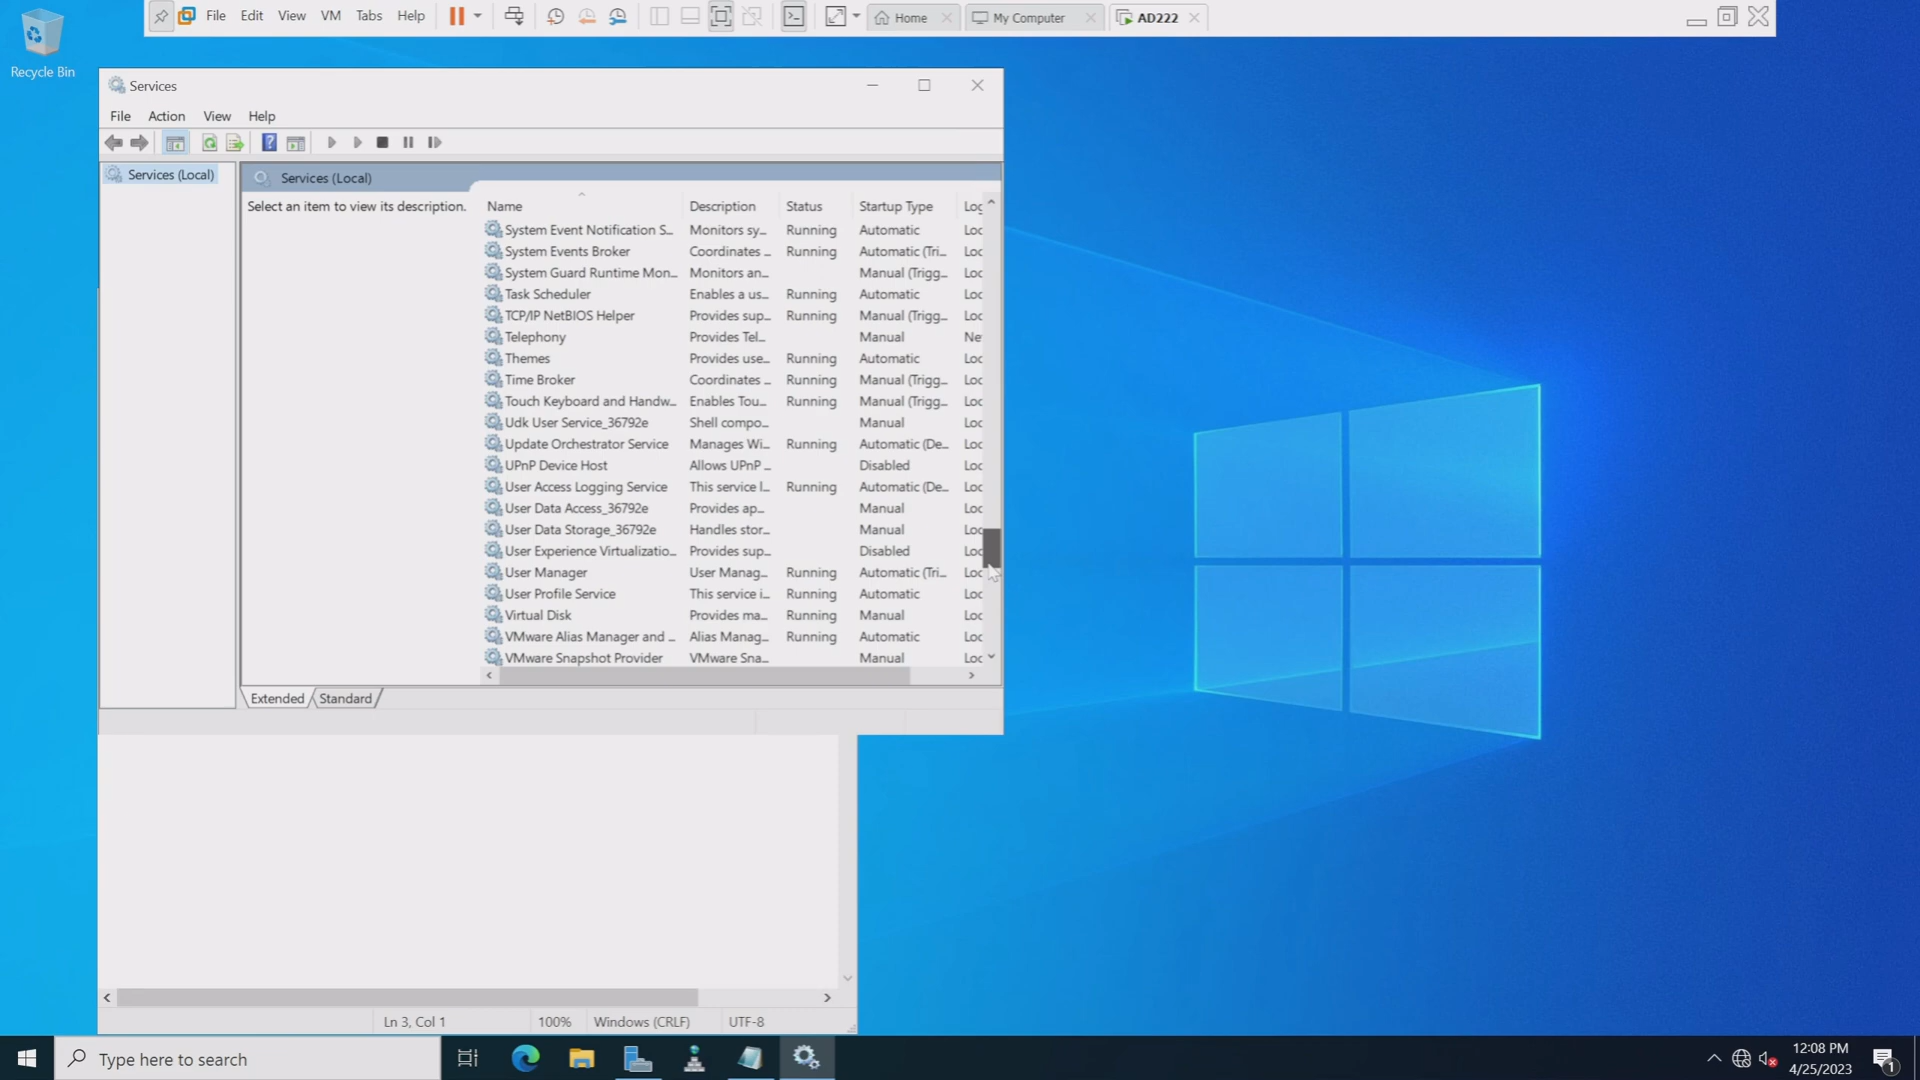 File Edit View VM Tabs Help Home My Computer AD222
Recycle Bin
Services
File Action View Help
Services (Local)
Services (Local)
Select an item to view its description.
Name Description Status Startup Type Log
System Event Notification S... Monitors sy... Running Automatic Loc
System Events Broker Coordinates ... Running Automatic (Tri... Loc
System Guard Runtime Mon... Monitors an... Manual (Trigg... Loc
Task Scheduler Enables a us... Running Automatic Loc
TCP/IP NetBIOS Helper Provides sup... Running Manual (Trigg... Loc
Telephony Provides Tel... Manual Ne
Themes Provides use... Running Automatic Loc
Time Broker Coordinates ... Running Manual (Trigg... Loc
Touch Keyboard and Handw... Enables Tou... Running Manual (Trigg... Loc
Udk User Service_36792e Shell compo... Manual Loc
Update Orchestrator Service Manages Wi... Running Automatic (De... Loc
UPnP Device Host Allows UPnP ... Disabled Loc
User Access Logging Service This service l... Running Automatic (De... Loc
User Data Access_36792e Provides ap... Manual Loc
User Data Storage_36792e Handles stor... Manual Loc
User Experience Virtualizatio... Provides sup... Disabled Loc
User Manager User Manag... Running Automatic (Tri... Loc
User Profile Service This service i... Running Automatic Loc
Virtual Disk Provides ma... Running Manual Loc
VMware Alias Manager and ... Alias Manag... Running Automatic Loc
VMware Snapshot Provider VMware Sna... Manual Loc
Extended Standard
Ln 3, Col 1 100% Windows (CRLF) UTF-8
Type here to search
12:08 PM
4/25/2023
1